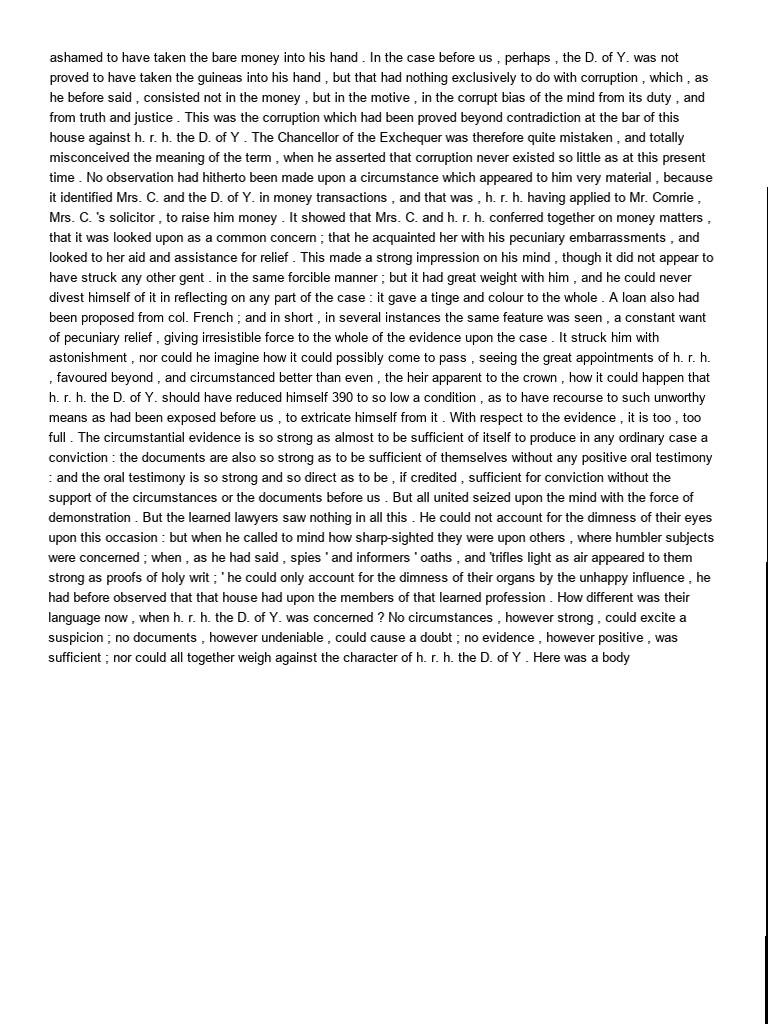 ashamed to have taken the bare money into his hand . In the case before us , perhaps , the D. of Y. was not
proved to have taken the guineas into his hand , but that had nothing exclusively to do with corruption , which , as
he before said , consisted not in the money , but in the motive , in the corrupt bias of the mind from its duty , and
from truth and justice . This was the corruption which had been proved beyond contradiction at the bar of this
house against h. r. h. the D. of Y . The Chancellor of the Exchequer was therefore quite mistaken , and totally
misconceived the meaning of the term , when he asserted that corruption never existed so little as at this present
time . No observation had hitherto been made upon a circumstance which appeared to him very material , because
it identified Mrs. C. and the D. of Y. in money transactions , and that was , h. r. h. having applied to Mr. Comrie ,
Mrs. C. 's solicitor , to raise him money . It showed that Mrs. C. and h. r. h. conferred together on money matters ,
that it was looked upon as a common concern ; that he acquainted her with his pecuniary embarrassments , and
looked to her aid and assistance for relief . This made a strong impression on his mind , though it did not appear to
have struck any other gent . in the same forcible manner ; but it had great weight with him , and he could never
divest himself of it in reflecting on any part of the case : it gave a tinge and colour to the whole . A loan also had
been proposed from col. French ; and in short , in several instances the same feature was seen , a constant want
of pecuniary relief , giving irresistible force to the whole of the evidence upon the case . It struck him with
astonishment , nor could he imagine how it could possibly come to pass , seeing the great appointments of h. r. h.
, favoured beyond , and circumstanced better than even , the heir apparent to the crown , how it could happen that
h. r. h. the D. of Y. should have reduced himself 390 to so low a condition , as to have recourse to such unworthy
means as had been exposed before us , to extricate himself from it . With respect to the evidence , it is too , too
full . The circumstantial evidence is so strong as almost to be sufficient of itself to produce in any ordinary case a
conviction : the documents are also so strong as to be sufficient of themselves without any positive oral testimony
: and the oral testimony is so strong and so direct as to be , if credited , sufficient for conviction without the
support of the circumstances or the documents before us . But all united seized upon the mind with the force of
demonstration . But the learned lawyers saw nothing in all this . He could not account for the dimness of their eyes
upon this occasion : but when he called to mind how sharp-sighted they were upon others , where humbler subjects
were concerned ; when , as he had said , spies ' and informers ' oaths , and 'trifles light as air appeared to them
strong as proofs of holy writ ; ' he could only account for the dimness of their organs by the unhappy influence , he
had before observed that that house had upon the members of that learned profession . How different was their
language now , when h. r. h. the D. of Y. was concerned ? No circumstances , however strong , could excite a
suspicion ; no documents , however undeniable , could cause a doubt ; no evidence , however positive , was
sufficient ; nor could all together weigh against the character of h. r. h. the D. of Y . Here was a body